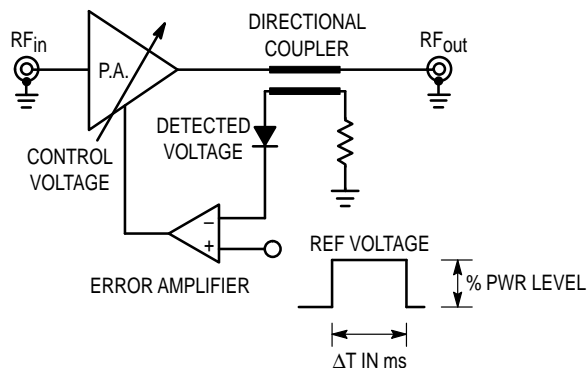 DIRECTIONAL
COUPLER
RFin
RFout
P.A.
DETECTED
VOLTAGE
CONTROL
VOLTAGE
−
+
REF VOLTAGE
ERROR AMPLIFIER
% PWR LEVEL
ΔT IN ms